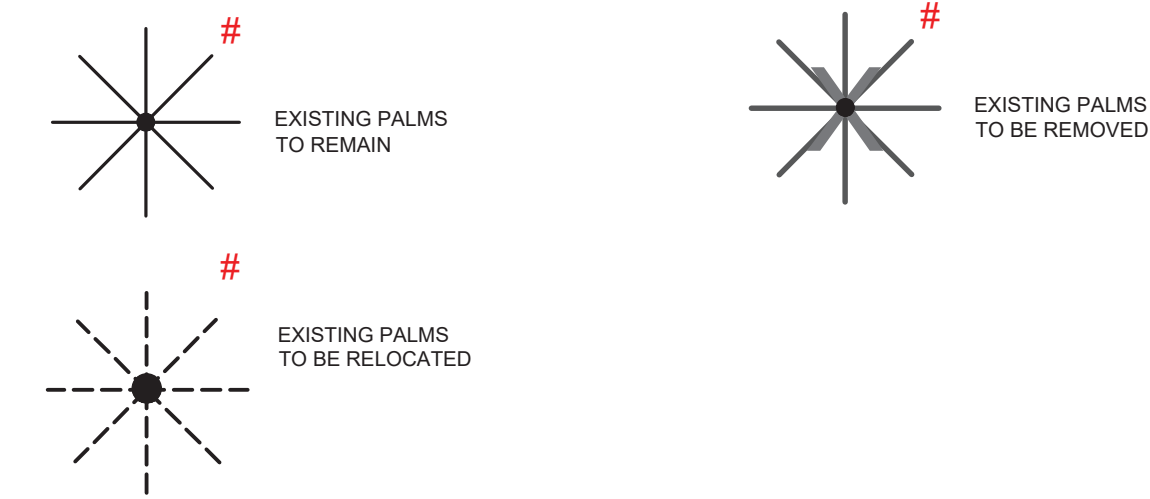 #
EXISTING PALMS
TO REMAIN
#
EXISTING PALMS
TO BE REMOVED
#
EXISTING PALMS
TO BE RELOCATED